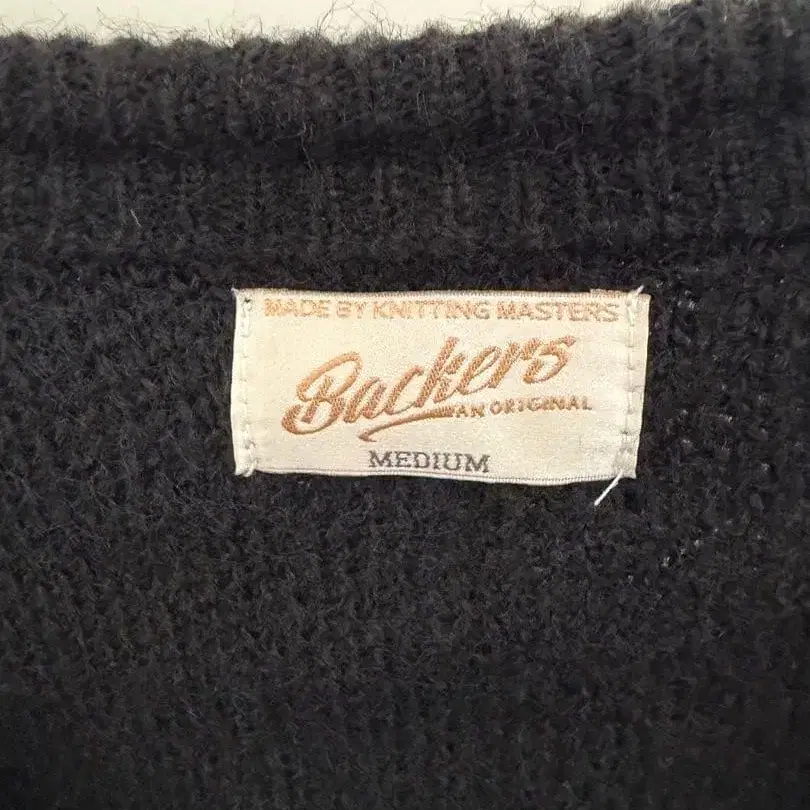 MADE BY KNITTING MASTERS
Backers
AN ORIGINAL
MEDIUM